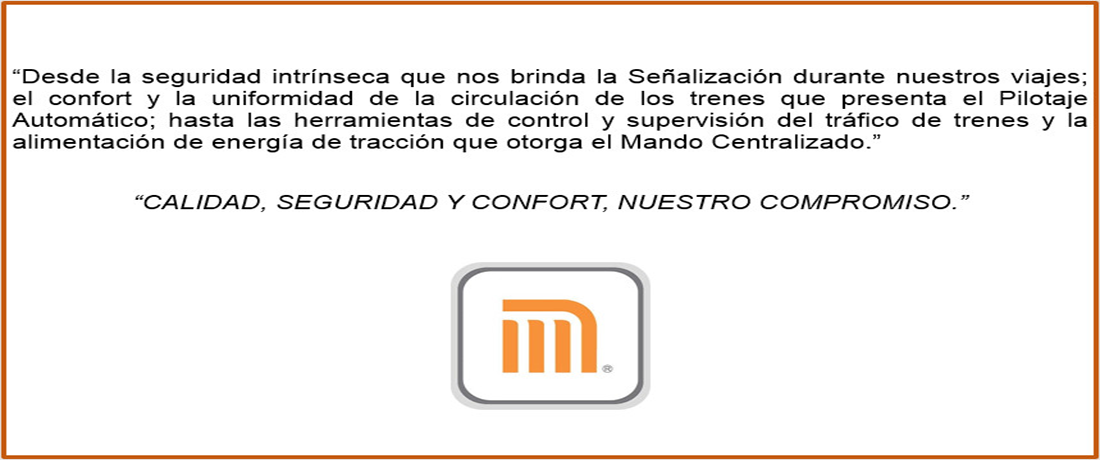 “Desde la seguridad intrínseca que nos brinda la Señalización durante nuestros viajes;
el confort y la uniformidad de la circulación de los trenes que presenta el Pilotaje
Automático; hasta las herramientas de control y supervisión del tráfico de trenes y la
alimentación de energía de tracción que otorga el Mando Centralizado.”
“CALIDAD, SEGURIDAD Y CONFORT, NUESTRO COMPROMISO.”
®